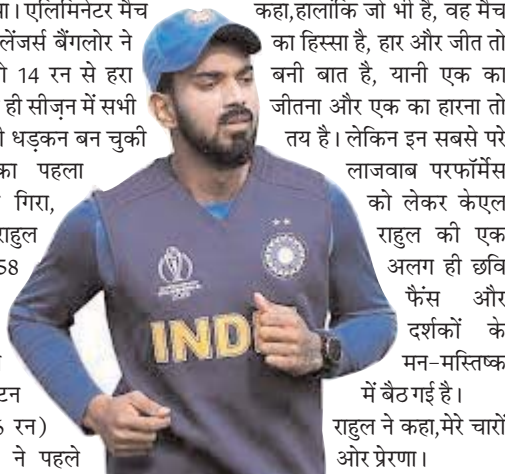 एलिमिनेटर मैच
लेंजर्स बैंगलोर ने
14 रन से हरा
ही सीज़न में सभी
धड़कन बन चुकी
का पहला
गिरा,
राहुल
58
टन
रन)
ने पहले
कहा,हालांकि जो भी है, वह मैच
का हिस्सा है, हार और जीत तो
बनी बात है, यानी एक का
जीतना और एक का हारना तो
तय है। लेकिन इन सबसे परे
लाजवाब परफॉर्मेंस
को लेकर केएल
राहुल की एक
अलग ही छवि
फैंस और
दर्शकों के
मन-मस्तिष्क
में बैठ गई है।
राहुल ने कहा,मेरे चारों
ओर प्रेरणा।
IND